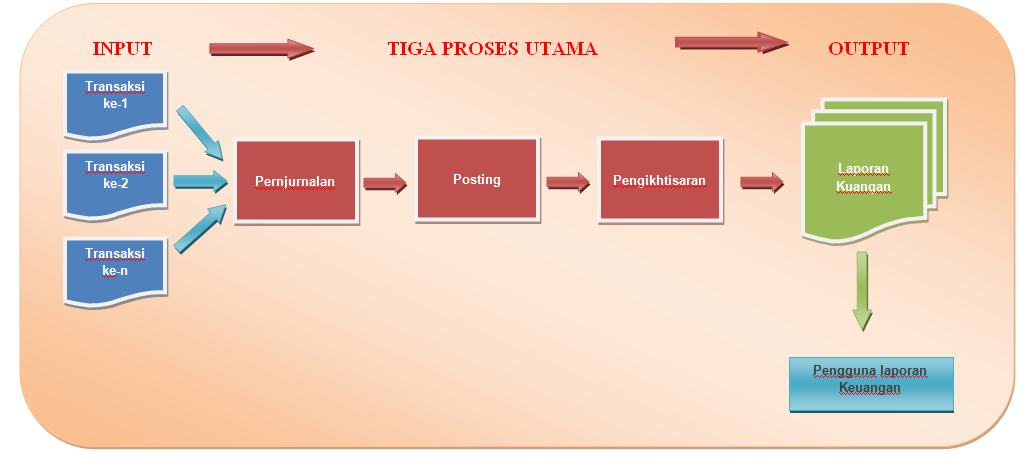 INPUT
TIGA PROSES UTAMA
OUTPUT
Transaksi
ke-1
Transaksi
ke-2
Transaksi
ke-n
Pernjurnalan
Posting
Pengikhtisaran
Laporan
Kuangan
Pengguna laporan
Keuangan